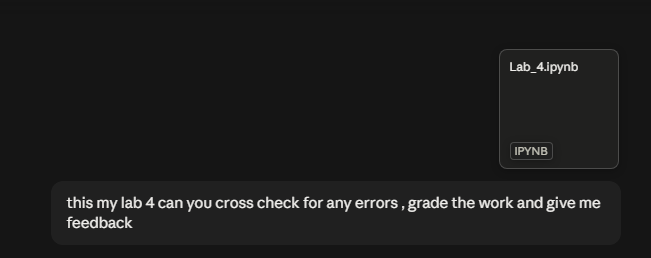 Lab_4.ipynb
IPYNB
this my lab 4 can you cross check for any errors , grade the work and give me
feedback